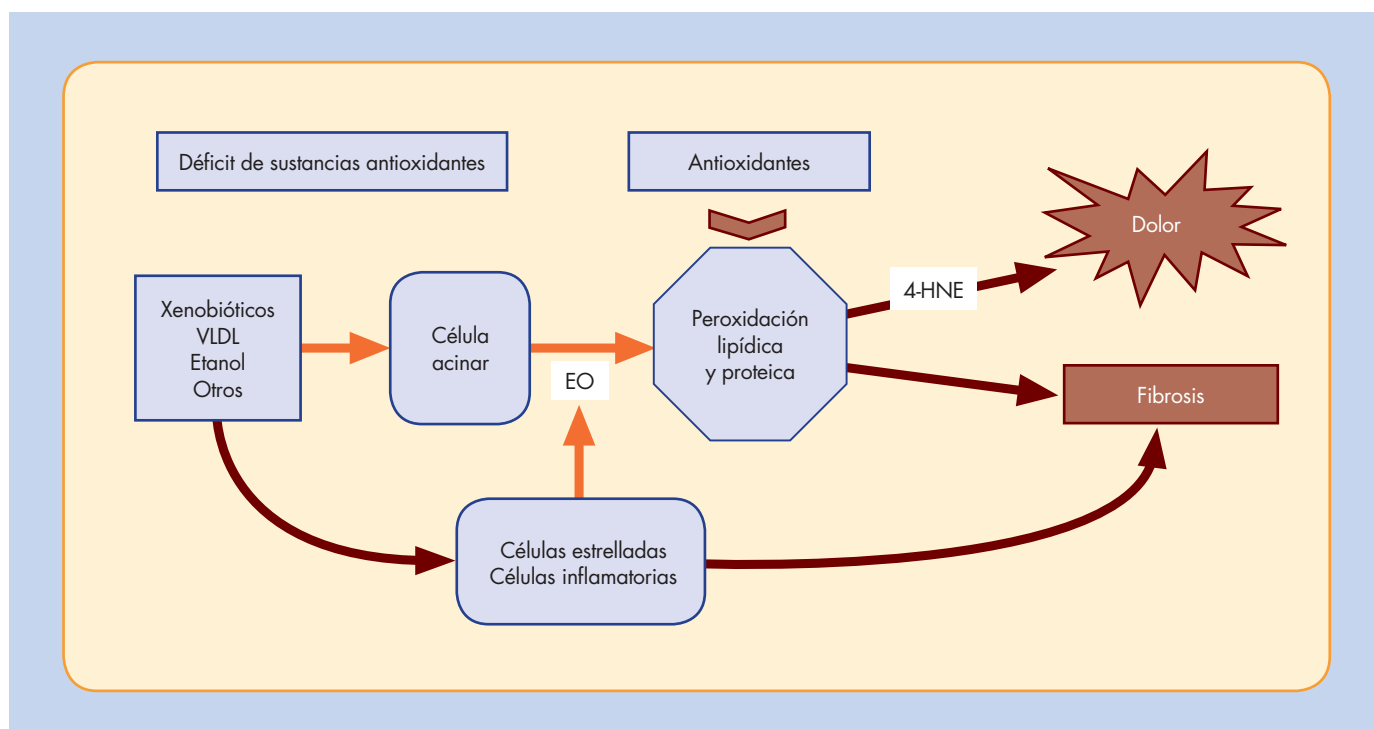 Déficit de sustancias antioxidantes
Antioxidantes
Dolor
Xenobióticos
VLDL
Etanol
Otros
Célula
acinar
EO
Peroxidación
lipídica
y proteica
4-HNE
Fibrosis
Células estrelladas
Células inflamatorias